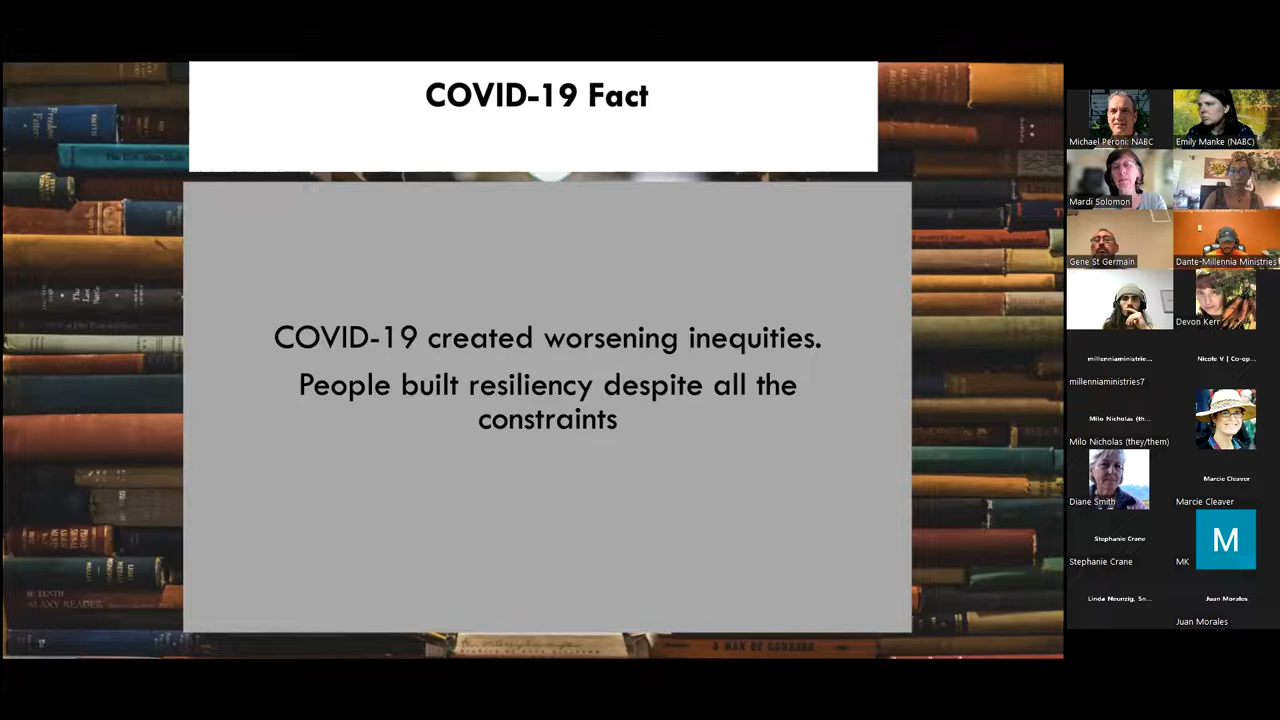 COVID-19 Fact
COVID-19 created worsening inequities.
People built resiliency despite all the
constraints
Michael Peroni: NABC
Emily Manke (NABC)
Mardi Solomon
Gene St Germain
Dante-Millennia Ministries
Devon Kerr
millenniaministrie...
Nicole V | Co-op...
millenniaministries7
Milo Nicholas (th...
Milo Nicholas (they/them)
Marcie Cleaver
Diane Smith
Marcie Cleaver
Stephanie Crane
M
Stephanie Crane
MK
Linda Neunzig, Sn...
Juan Morales
Juan Morales